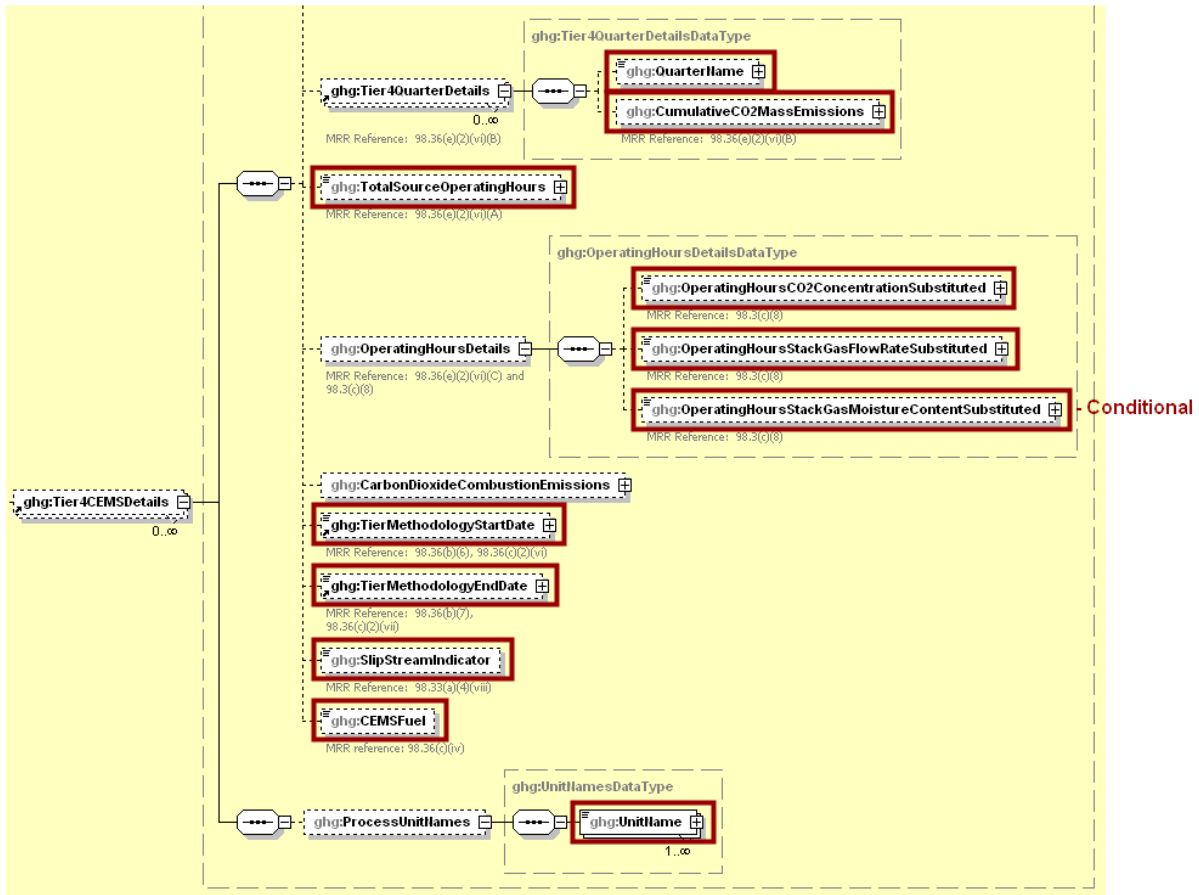 ghg:Tier4QuarterDetailsDataType
ghg:QuarterName
ghg:Tier4QuarterDetails
0..∞
MRR Reference: 98.36(e)(2)(vi)(B)
ghg:CumulativeCO2MassEmissions
MRR Reference: 98.36(e)(2)(vi)(B)
ghg:TotalSourceOperatingHours
MRR Reference: 98.36(e)(2)(vi)(A)
ghg:OperatingHoursDetailsDataType
ghg:OperatingHoursCO2ConcentrationSubstituted
MRR Reference: 98.3(c)(8)
ghg:OperatingHoursDetails
MRR Reference: 98.36(e)(2)(vi)(C) and
98.3(c)(8)
ghg:OperatingHoursStackGasFlowRateSubstituted
MRR Reference: 98.3(c)(8)
ghg:OperatingHoursStackGasMoistureContentSubstituted
Conditional
MRR Reference: 98.3(c)(8)
ghg:Tier4CEMSDetails
0..∞
ghg:CarbonDioxideCombustionEmissions
ghg:TierMethodologyStartDate
MRR Reference: 98.36(b)(6), 98.36(c)(2)(vi)
ghg:TierMethodologyEndDate
MRR Reference: 98.36(b)(7),
98.36(c)(2)(vii)
ghg:SlipStreamIndicator
MRR Reference: 98.33(a)(4)(viii)
ghg:CEMSFuel
MRR reference: 98.36(c)(iv)
ghg:UnitNamesDataType
ghg:ProcessUnitNames
ghg:UnitName
1..∞